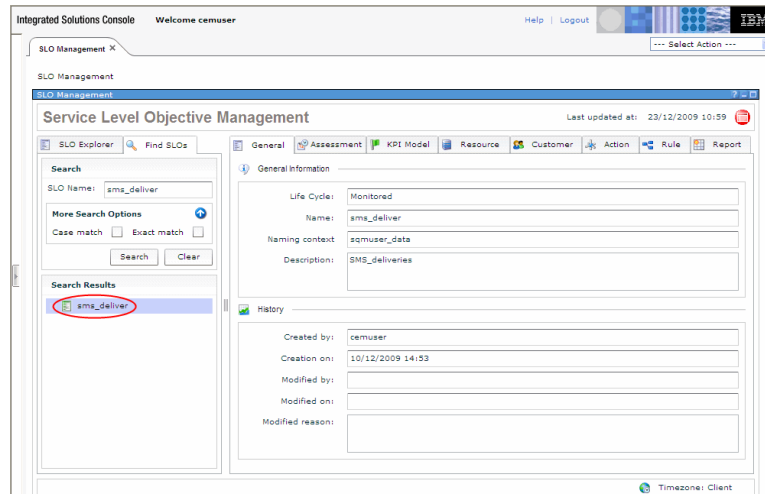 Integrated Solutions Console Welcome cemuser Help | Logout IBM
SLO Management X --- Select Action ---
SLO Management
SLO Management
Service Level Objective Management Last updated at: 23/12/2009 10:59
SLO Explorer Find SLOs
General Assessment KPI Model Resource Customer Action Rule Report
Search
SLO Name: sms_deliver
More Search Options
Case match Exact match
Search Clear
Search Results
sms_deliver
General Information
Life Cycle: Monitored
Name: sms_deliver
Naming context sqmuser_data
Description: SMS_deliveries
History
Created by: cemuser
Creation on: 10/12/2009 14:53
Modified by:
Modified on:
Modified reason:
Timezone: Client